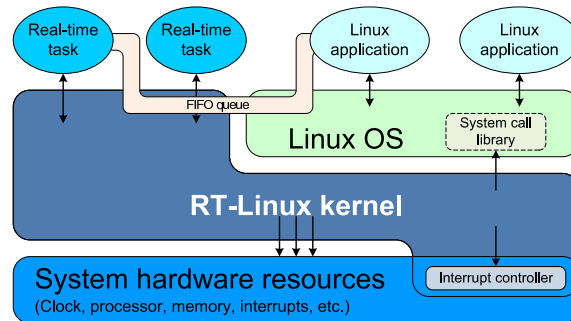 Real-time
task
Real-time
task
Linux
application
Linux
application
FIFO queue
System call
library
Linux OS
RT-Linux kernel
System hardware resources
(Clock, processor, memory, interrupts, etc.)
Interrupt controller